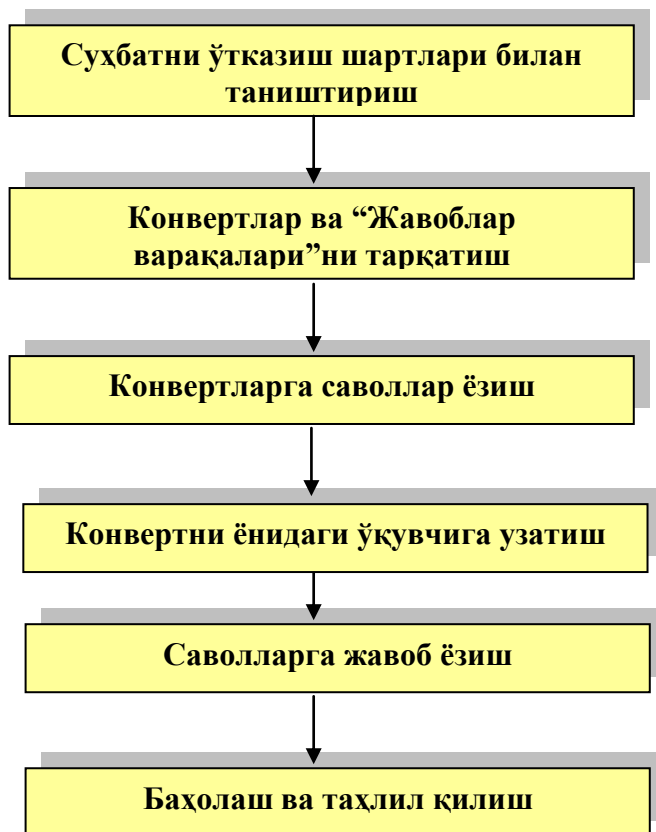 Суҳбатни ўтказиш шартлари билан
таништириш
Конвертлар ва “Жавоблар
варақалари”ни тарқатиш
Конвертларга саволлар ёзиш
Конвертни ёнидаги ўқувчига узатиш
Саволларга жавоб ёзиш
Баҳолаш ва таҳлил қилиш